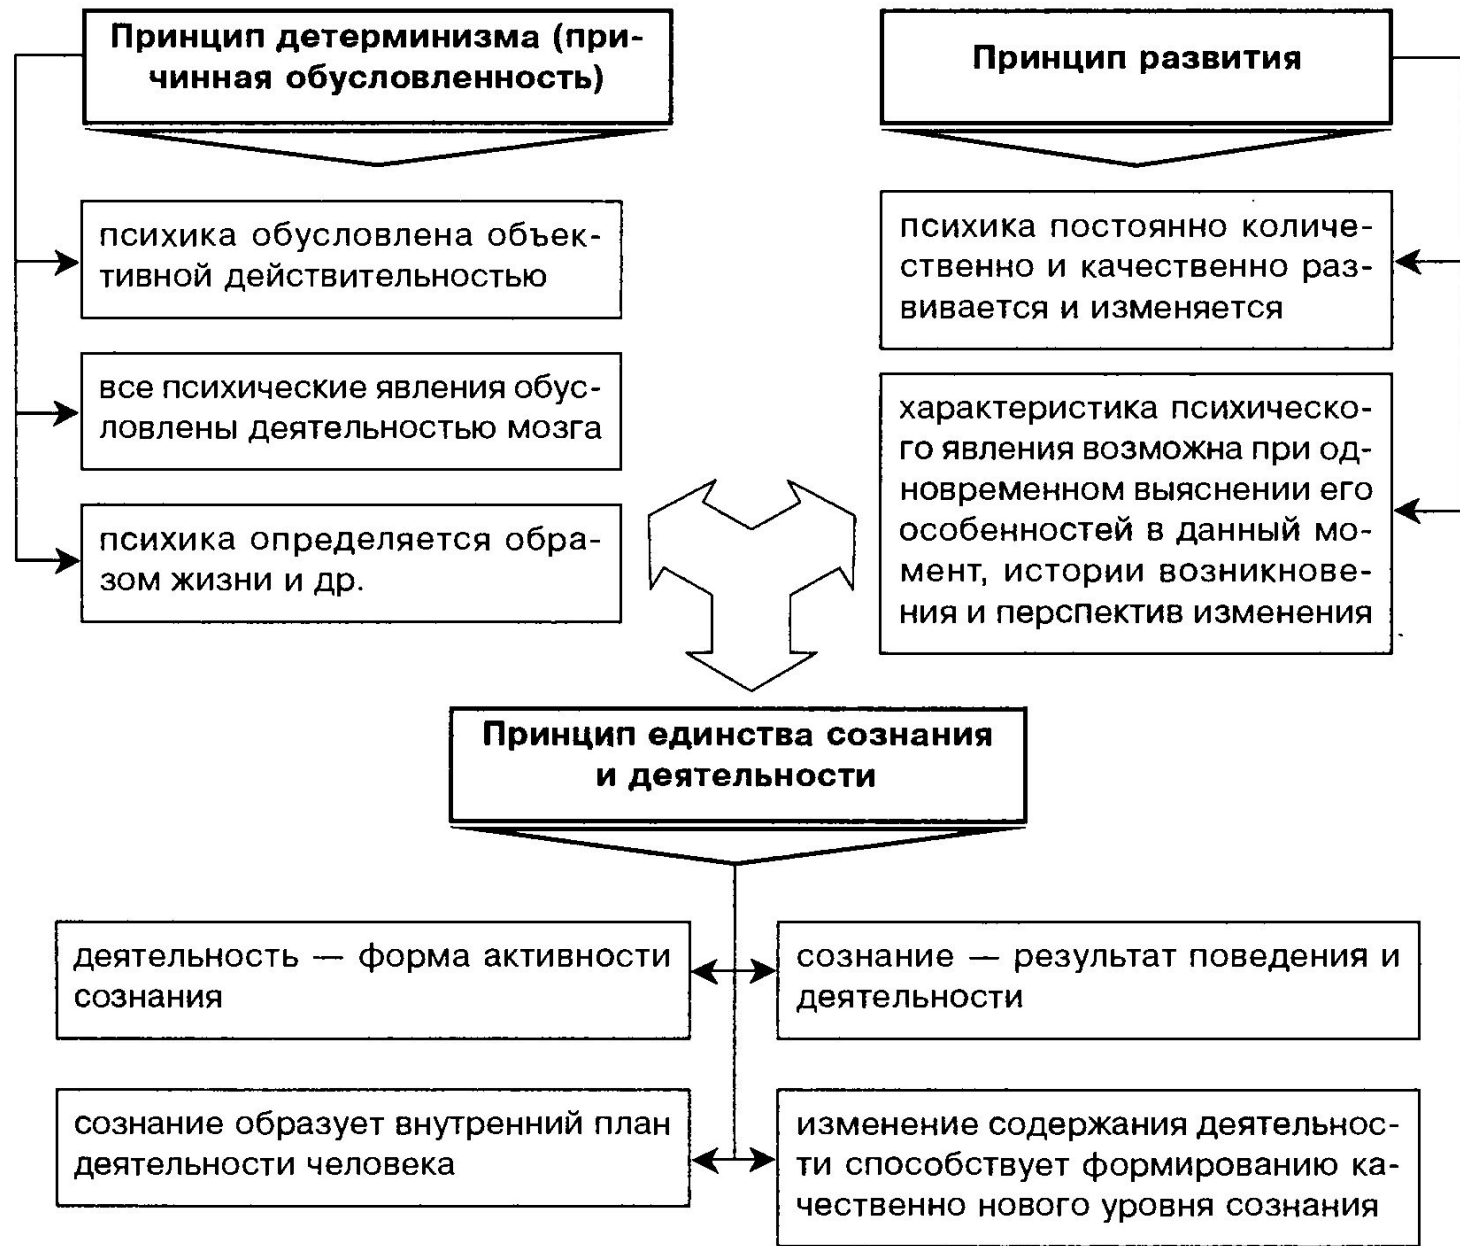 Принцип детерминизма (при-
чинная обусловленность)
психика обусловлена объек-
тивной действительностью
все психические явления обус-
ловлены деятельностью мозга
психика определяется обра-
зом жизни и др.
Принцип развития
психика постоянно количе-
ственно и качественно раз-
вивается и изменяется
характеристика психическо-
го явления возможна при од-
новременном выяснении его
особенностей в данный мо-
мент, истории возникнове-
ния и перспектив изменения
Принцип единства сознания
и деятельности
деятельность — форма активности
сознания
сознание — результат поведения и
деятельности
сознание образует внутренний план
деятельности человека
изменение содержания деятельнос-
ти способствует формированию ка-
чественно нового уровня сознания